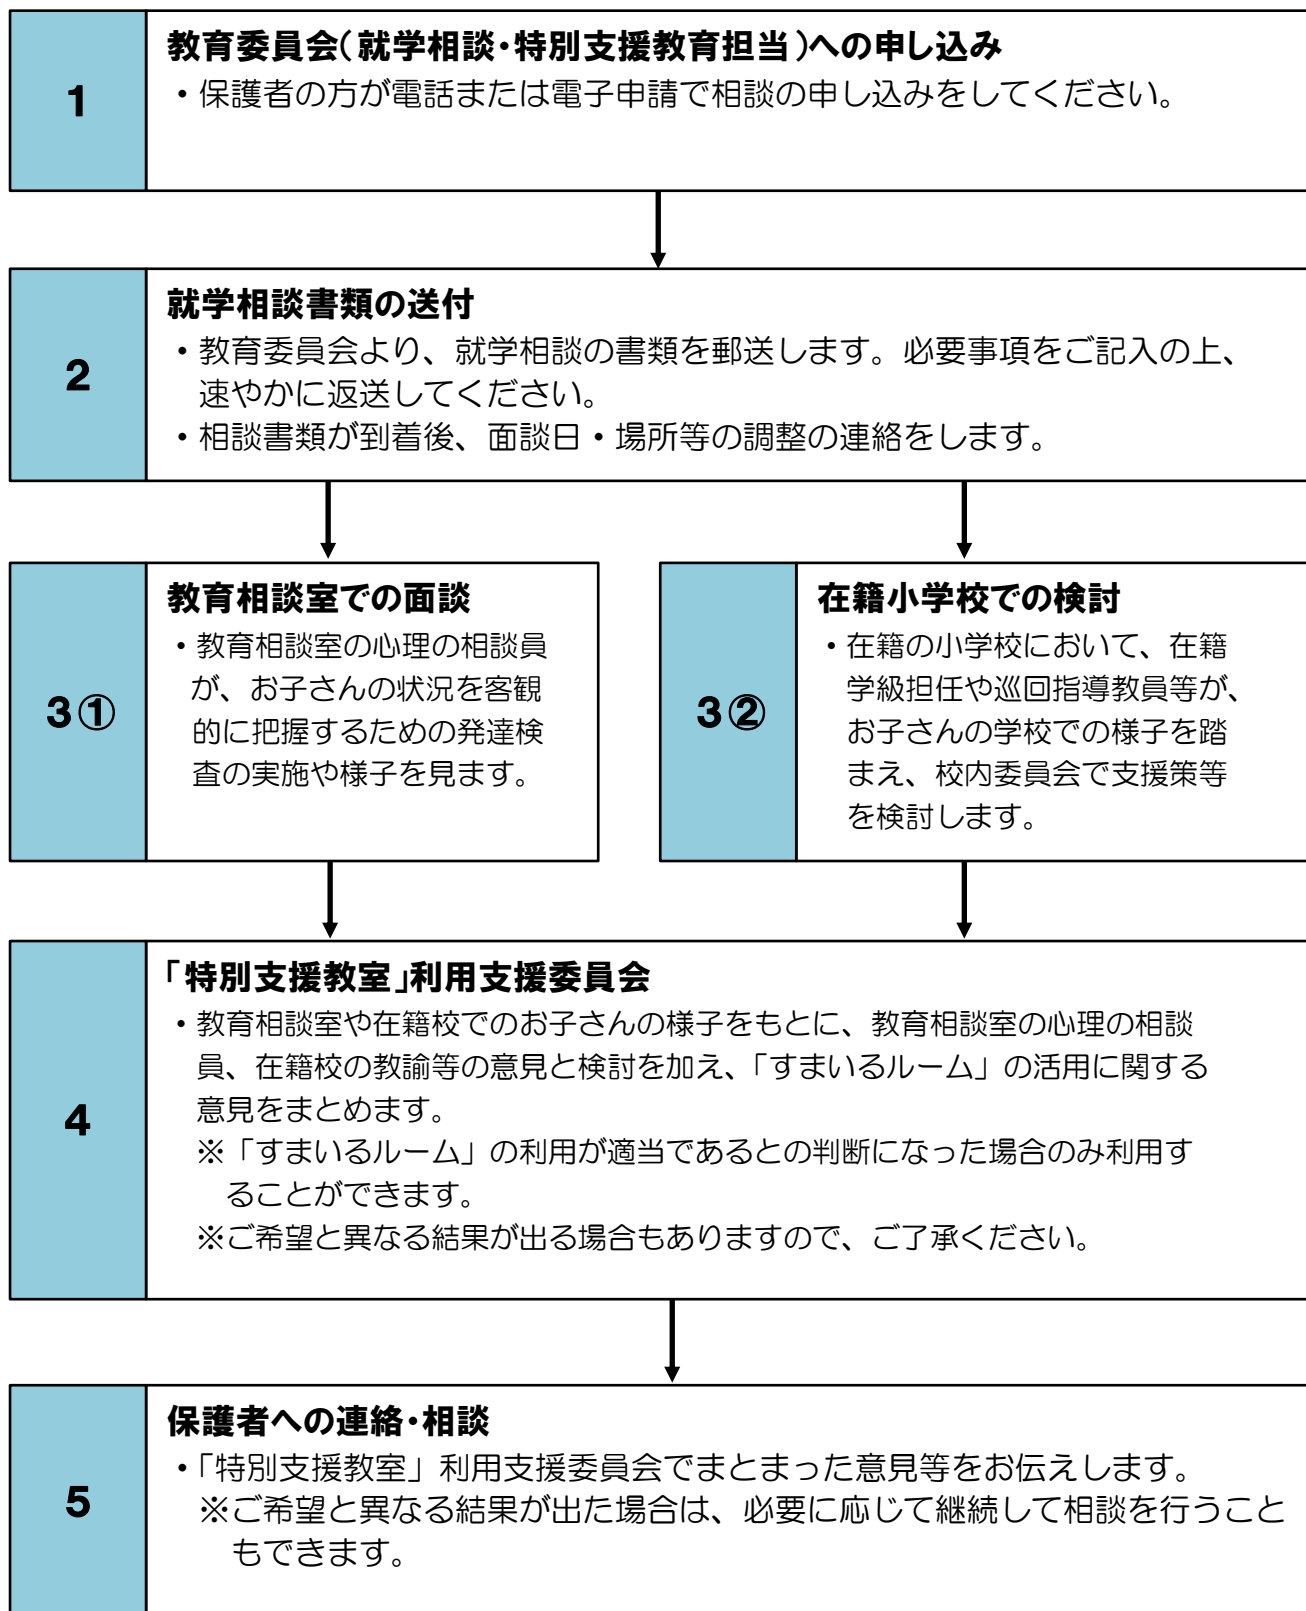 1
教育委員会(就学相談・特別支援教育担当)への申し込み
・保護者の方が電話または電子申請で相談の申し込みをしてください。
2
就学相談書類の送付
・教育委員会より、就学相談の書類を郵送します。必要事項をご記入の上、
速やかに返送してください。
・相談書類が到着後、面談日・場所等の調整の連絡をします。
3①
教育相談室での面談
・教育相談室の心理の相談員
が、お子さんの状況を客観
的に把握するための発達検
査の実施や様子を見ます。
3②
在籍小学校での検討
・在籍の小学校において、在籍
学級担任や巡回指導教員等が、
お子さんの学校での様子を踏
まえ、校内委員会で支援策等
を検討します。
4
「特別支援教室」利用支援委員会
・教育相談室や在籍校でのお子さんの様子をもとに、教育相談室の心理の相談
員、在籍校の教諭等の意見と検討を加え、「すまいるルーム」の活用に関する
意見をまとめます。
※「すまいるルーム」の利用が適当であるとの判断になった場合のみ利用す
ることができます。
※ご希望と異なる結果が出る場合もありますので、ご了承ください。
5
保護者への連絡・相談
・「特別支援教室」利用支援委員会でまとまった意見等をお伝えします。
※ご希望と異なる結果が出た場合は、必要に応じて継続して相談を行うこと
もできます。